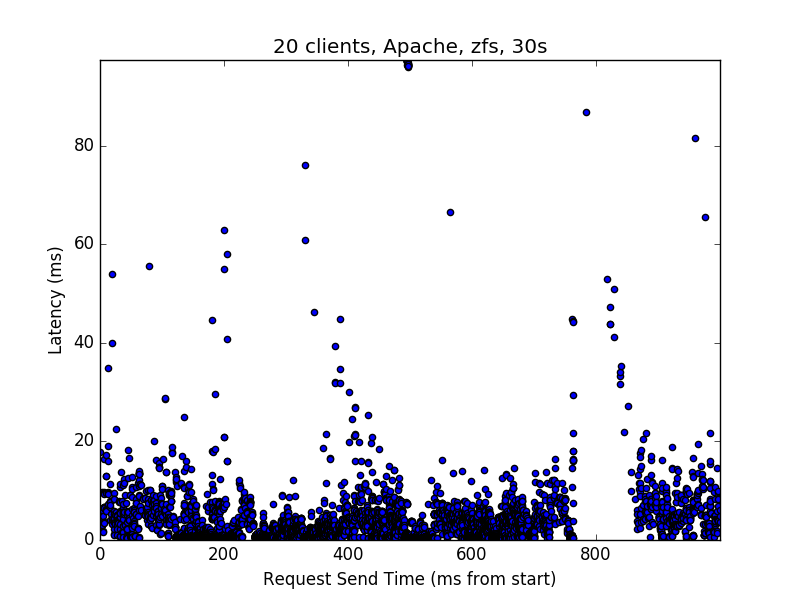 20 clients, Apache, zfs, 30s
80
60
40
20
0
0 200 400 600 800
Latency (ms)
Request Send Time (ms from start)